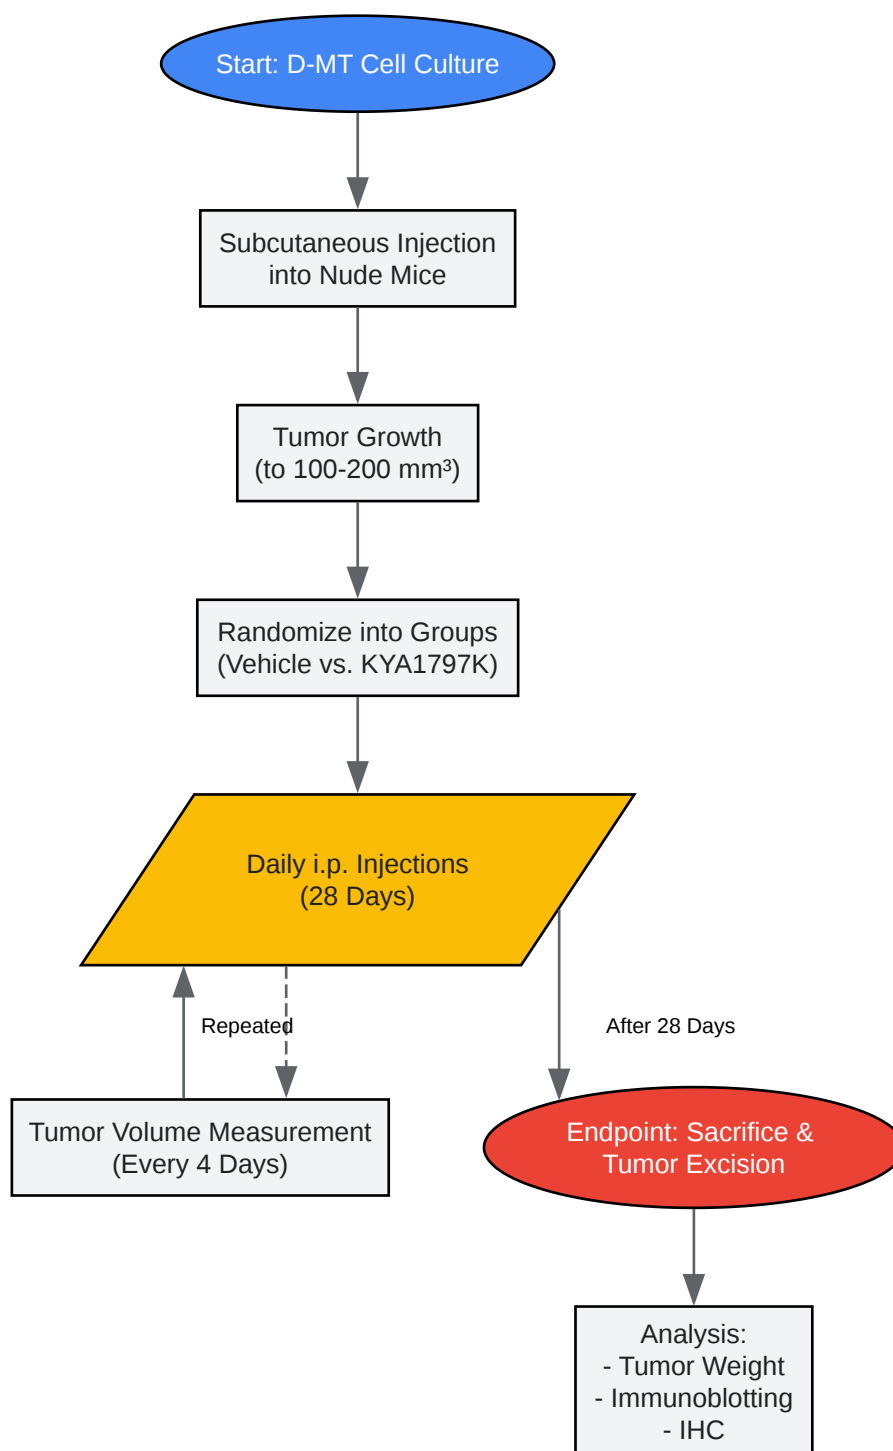 Start: D-MT Cell Culture
Subcutaneous Injection
into Nude Mice
Tumor Growth
(to 100-200 mm³)
Randomize into Groups
(Vehicle vs. KYA1797K)
Daily i.p. Injections
(28 Days)
Repeated
After 28 Days
Tumor Volume Measurement
(Every 4 Days)
Endpoint: Sacrifice &
Tumor Excision
Analysis:
- Tumor Weight
- Immunoblotting
- IHC